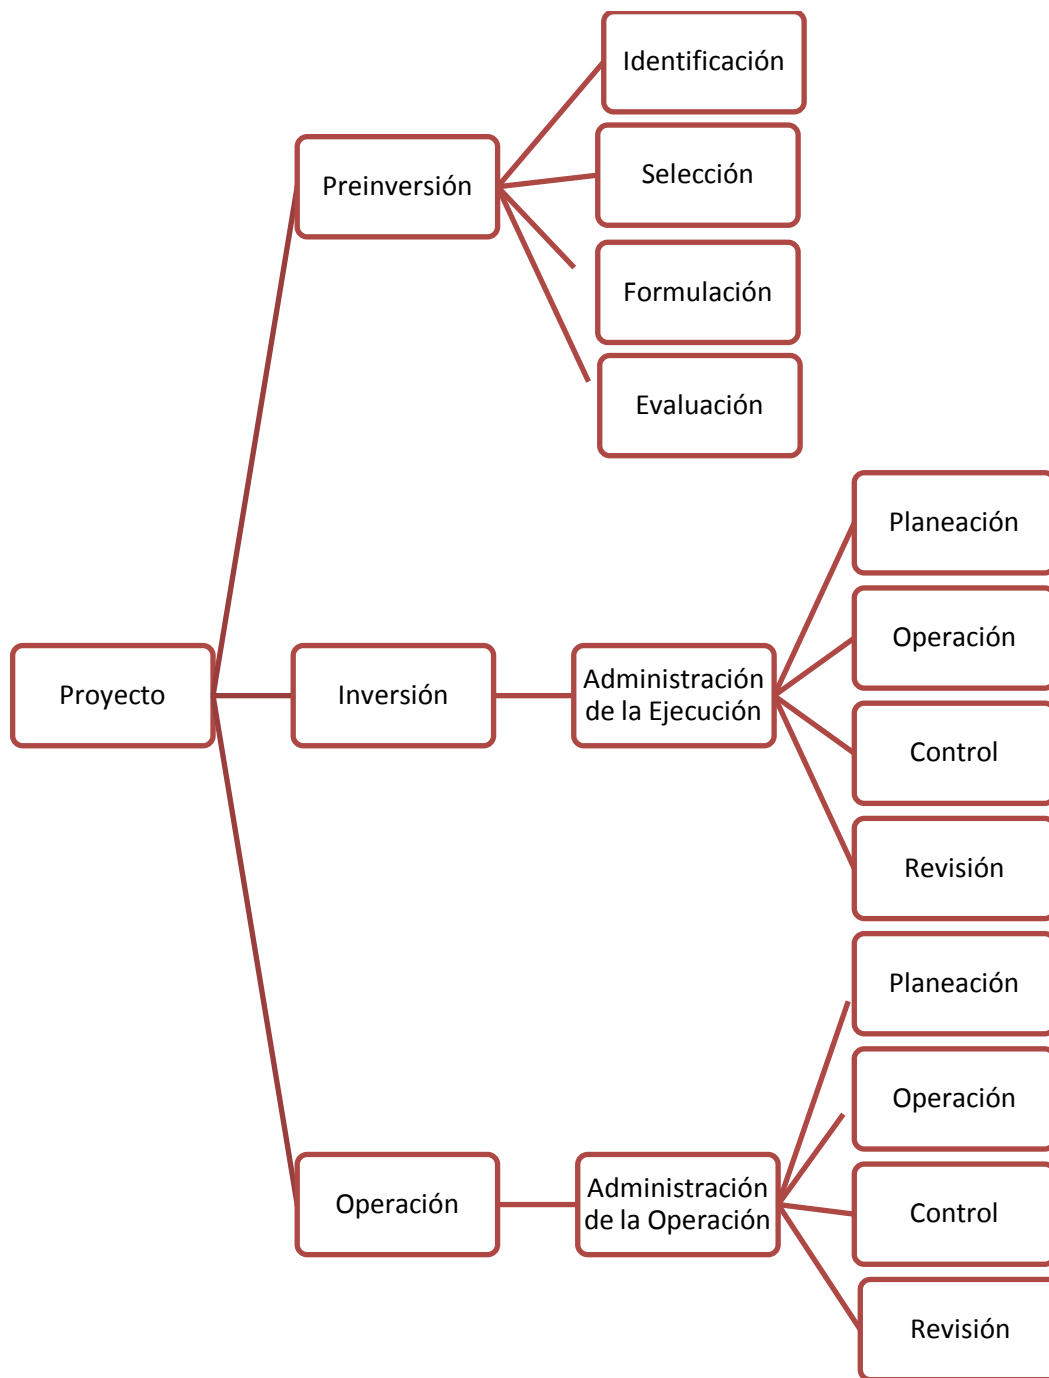 Identificación
Selección
Preinversión
Formulación
Evaluación
Planeación
Operación
Proyecto
Inversión
Administración
de la Ejecución
Control
Revisión
Planeación
Operación
Operación
Administración
de la Operación
Control
Revisión